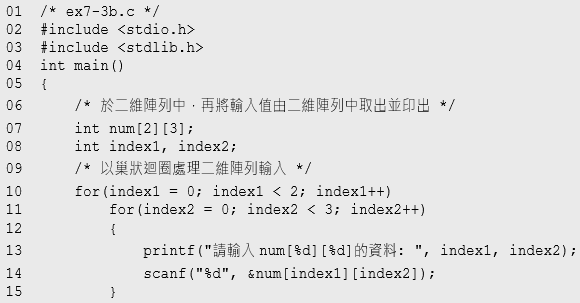 01 /* ex7-3b.c */
02 #include <stdio.h>
03 #include <stdlib.h>
04 int main()
05 {
06     /* 於二維陣列中，再將輸入值由二維陣列中取出並印出 */
07     int num[2][3];
08     int index1, index2;
09     /* 以巢狀迴圈處理二維陣列輸入 */
10     for(index1 = 0; index1 < 2; index1++)
11         for(index2 = 0; index2 < 3; index2++)
12         {
13             printf("請輸入 num[%d][%d]的資料: ", index1, index2);
14             scanf("%d", &num[index1][index2]);
15         }